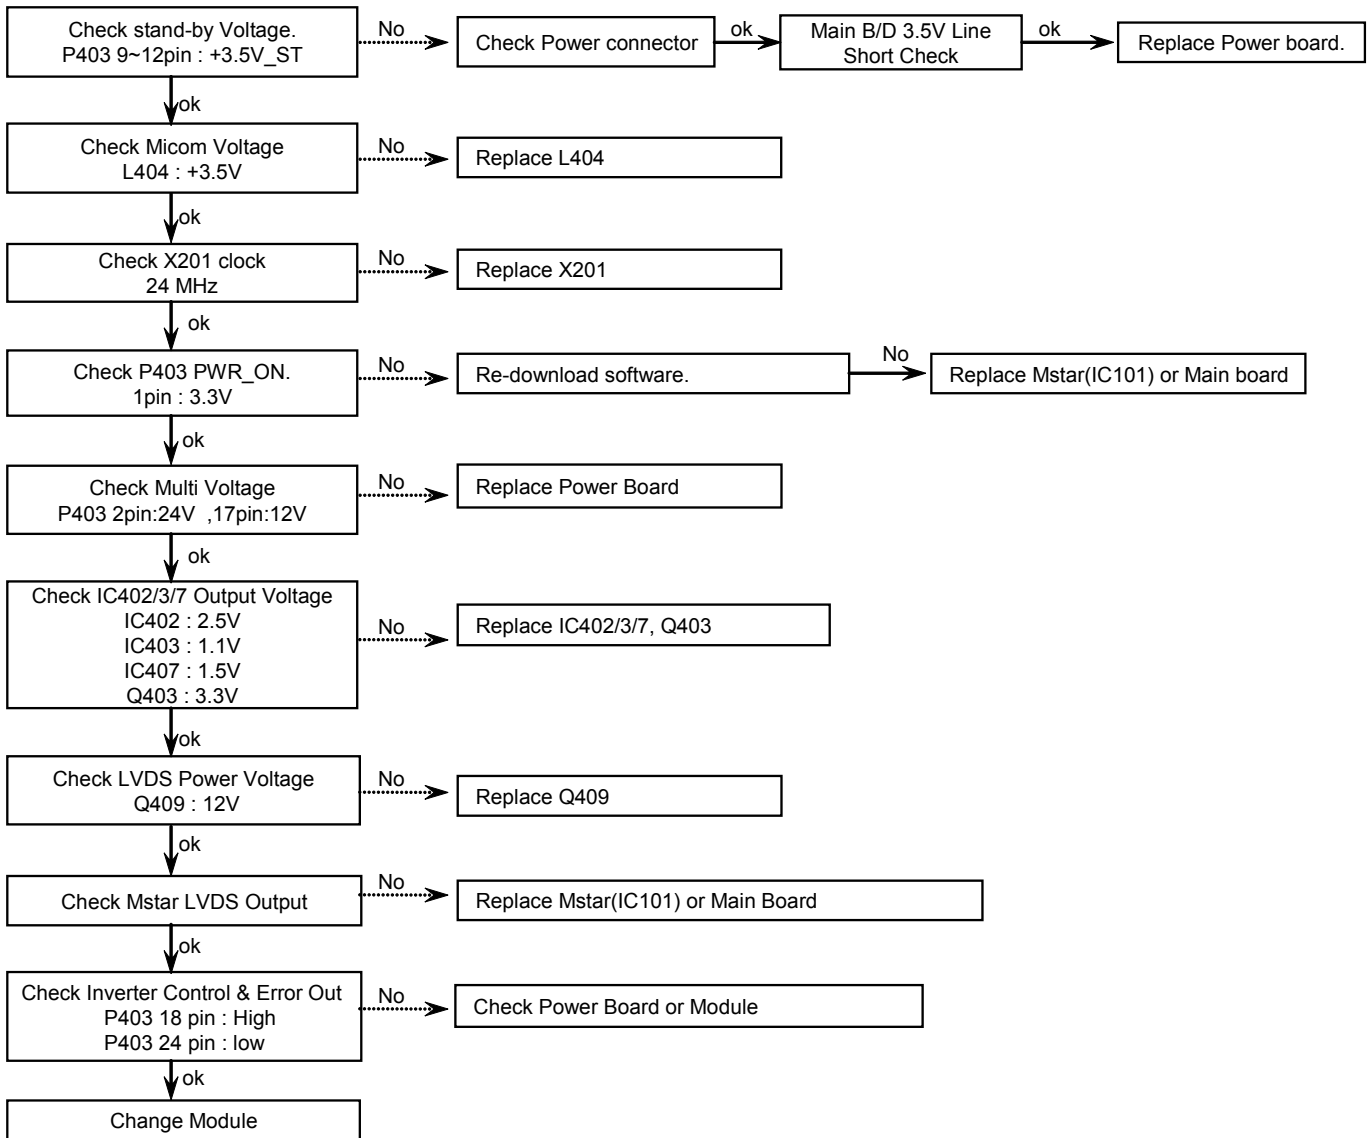 Check stand-by Voltage.
P403 9~12pin : +3.5V_ST
No
Check Power connector
ok
Main B/D 3.5V Line
Short Check
ok
Replace Power board.
ok
Check Micom Voltage
L404 : +3.5V
No
Replace L404
ok
Check X201 clock
24 MHz
No
Replace X201
ok
Check P403 PWR_ON.
1pin : 3.3V
No
Re-download software.
No
Replace Mstar(IC101) or Main board
ok
Check Multi Voltage
P403 2pin:24V ,17pin:12V
No
Replace Power Board
ok
Check IC402/3/7 Output Voltage
IC402 : 2.5V
IC403 : 1.1V
IC407 : 1.5V
Q403 : 3.3V
No
Replace IC402/3/7, Q403
ok
Check LVDS Power Voltage
Q409 : 12V
No
Replace Q409
ok
Check Mstar LVDS Output
No
Replace Mstar(IC101) or Main Board
ok
Check Inverter Control & Error Out
P403 18 pin : High
P403 24 pin : low
No
Check Power Board or Module
ok
Change Module